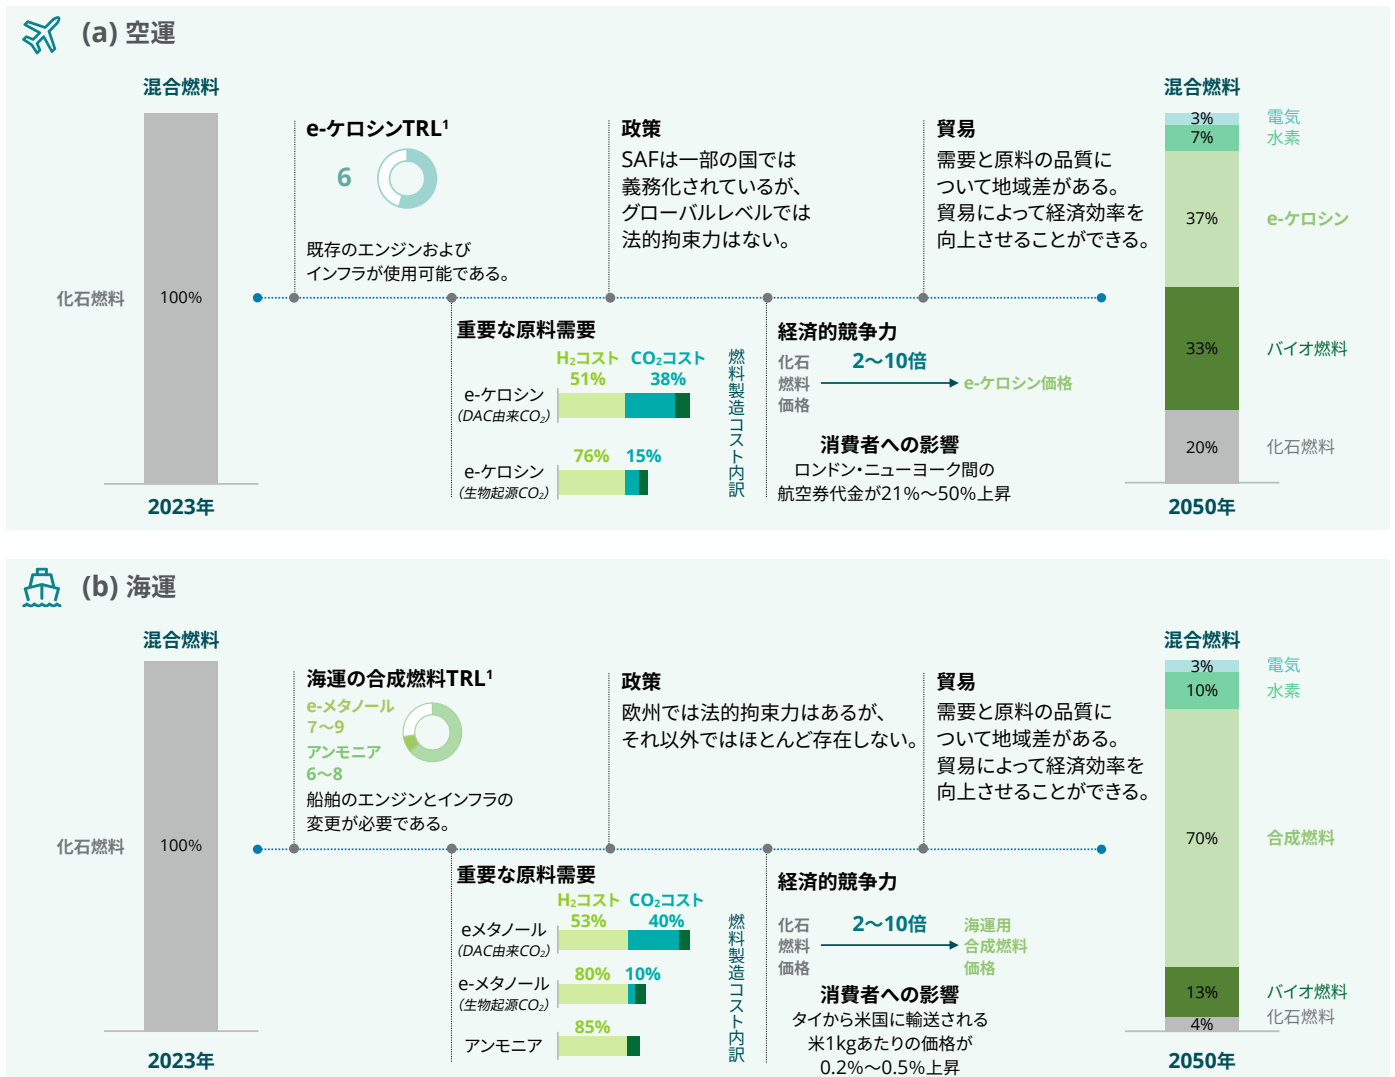 (a) 空運
混合燃料
化石燃料
100%
2023年
e-ケロシンTRL¹
6
既存のエンジンおよび
インフラが使用可能である。
重要な原料需要
H₂コスト CO₂コスト
51% 38%
e-ケロシン
(DAC由来CO₂)
76% 15%
e-ケロシン
(生物起源CO₂)
燃料製造コスト内訳
政策
SAFは一部の国では
義務化されているが、
グローバルレベルでは
法的拘束力はない。
経済的競争力
化石
燃料
価格
2〜10倍
e-ケロシン価格
消費者への影響
ロンドン・ニューヨーク間の
航空券代金が21%〜50%上昇
貿易
需要と原料の品質に
ついて地域差がある。
貿易によって経済効率を
向上させることができる。
混合燃料
3% 電気
7% 水素
37% e-ケロシン
33% バイオ燃料
20% 化石燃料
2050年
(b) 海運
混合燃料
化石燃料
100%
2023年
海運の合成燃料TRL¹
e-メタノール
7〜9
アンモニア
6〜8
船舶のエンジンとインフラの
変更が必要である。
重要な原料需要
H₂コスト CO₂コスト
53% 40%
eメタノール
(DAC由来CO₂)
80% 10%
e-メタノール
(生物起源CO₂)
85%
アンモニア
燃料製造コスト内訳
政策
欧州では法的拘束力はあるが、
それ以外ではほとんど存在しない。
経済的競争力
化石
燃料
価格
2〜10倍
海運用
合成燃料
価格
消費者への影響
タイから米国に輸送される
米1kgあたりの価格が
0.2%〜0.5%上昇
貿易
需要と原料の品質に
ついて地域差がある。
貿易によって経済効率を
向上させることができる。
混合燃料
3% 電気
10% 水素
70% 合成燃料
13% バイオ燃料
4% 化石燃料
2050年